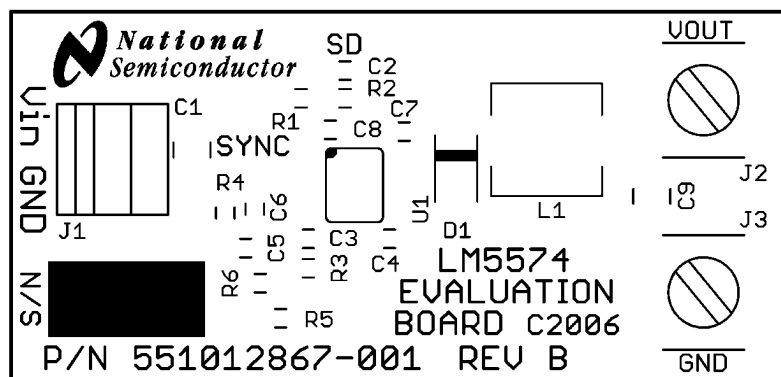 National
Semiconductor
SD
VOUT
C2
R2
C1
Vin GND
R1
C8
C7
SYNC
J1
R4
C6
U1
D1
L1
C9
J2
J3
C5
C3
R3
C4
R6
R5
N/S
LM5574
EVALUATION
BOARD C2006
P/N 551012867-001 REV B
GND